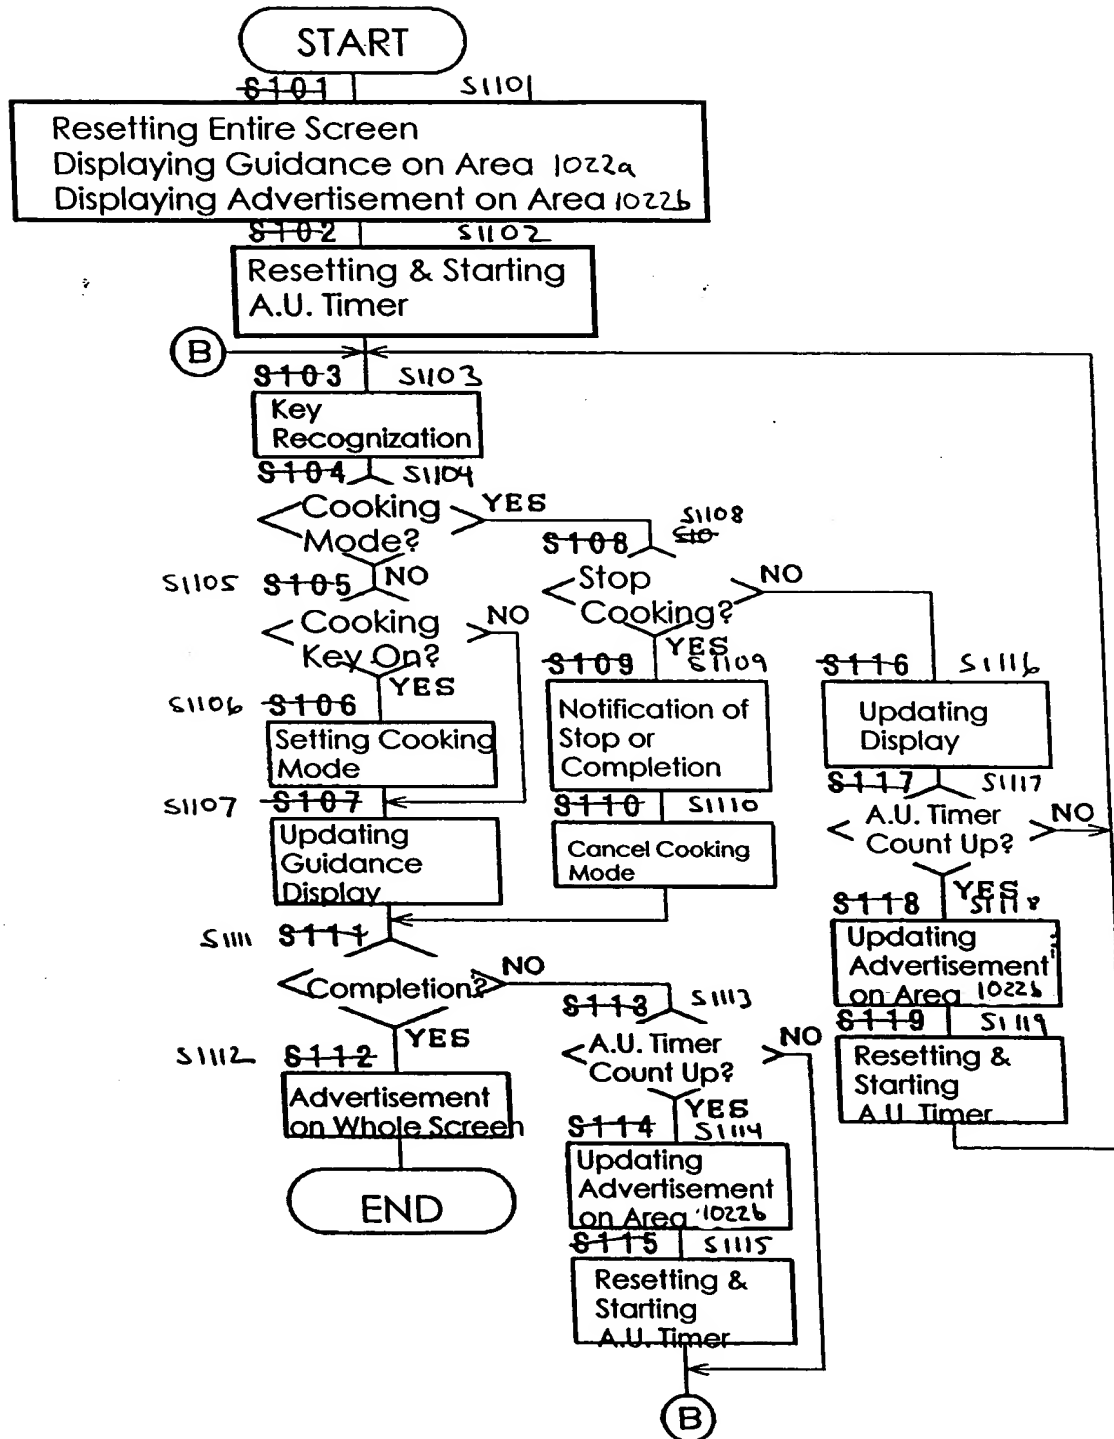 START
S101 S1101
Resetting Entire Screen
Displaying Guidance on Area 1022a
Displaying Advertisement on Area 1022b
S102 S1102
Resetting & Starting
A.U. Timer
B
S103 S1103
Key
Recognization
S104 S1104
Cooking
Mode?
YES
NO
S1105 S105
Cooking
Key On?
NO
YES
S1106 S106
Setting Cooking
Mode
S1107 S107
Updating
Guidance
Display
S108 S1108
S10
Stop
Cooking?
NO
YES
S109 S1109
Notification of
Stop or
Completion
S110 S1110
Cancel Cooking
Mode
S1111 S111
Completion?
NO
YES
S1112 S112
Advertisement
on Whole Screen
END
S113 S1113
A.U. Timer
Count Up?
NO
YES
S114 S1114
Updating
Advertisement
on Area 1022b
S115 S1115
Resetting &
Starting
A.U. Timer
B
S116 S1116
Updating
Display
S117 S1117
A.U. Timer
Count Up?
NO
YES
S118 S1118
Updating
Advertisement
on Area 1022b
S119 S1119
Resetting &
Starting
A.U. Timer